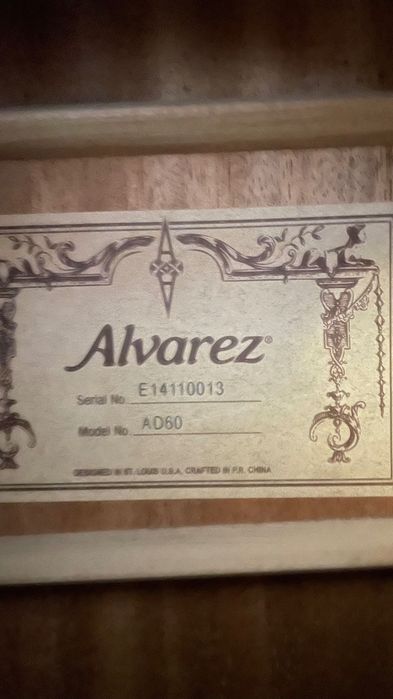 Alvarez®
Serial No E14110013
Model No. AD60
DESIGNED IN ST. LOUIS U.S.A. CRAFTED IN P.R. CHINA